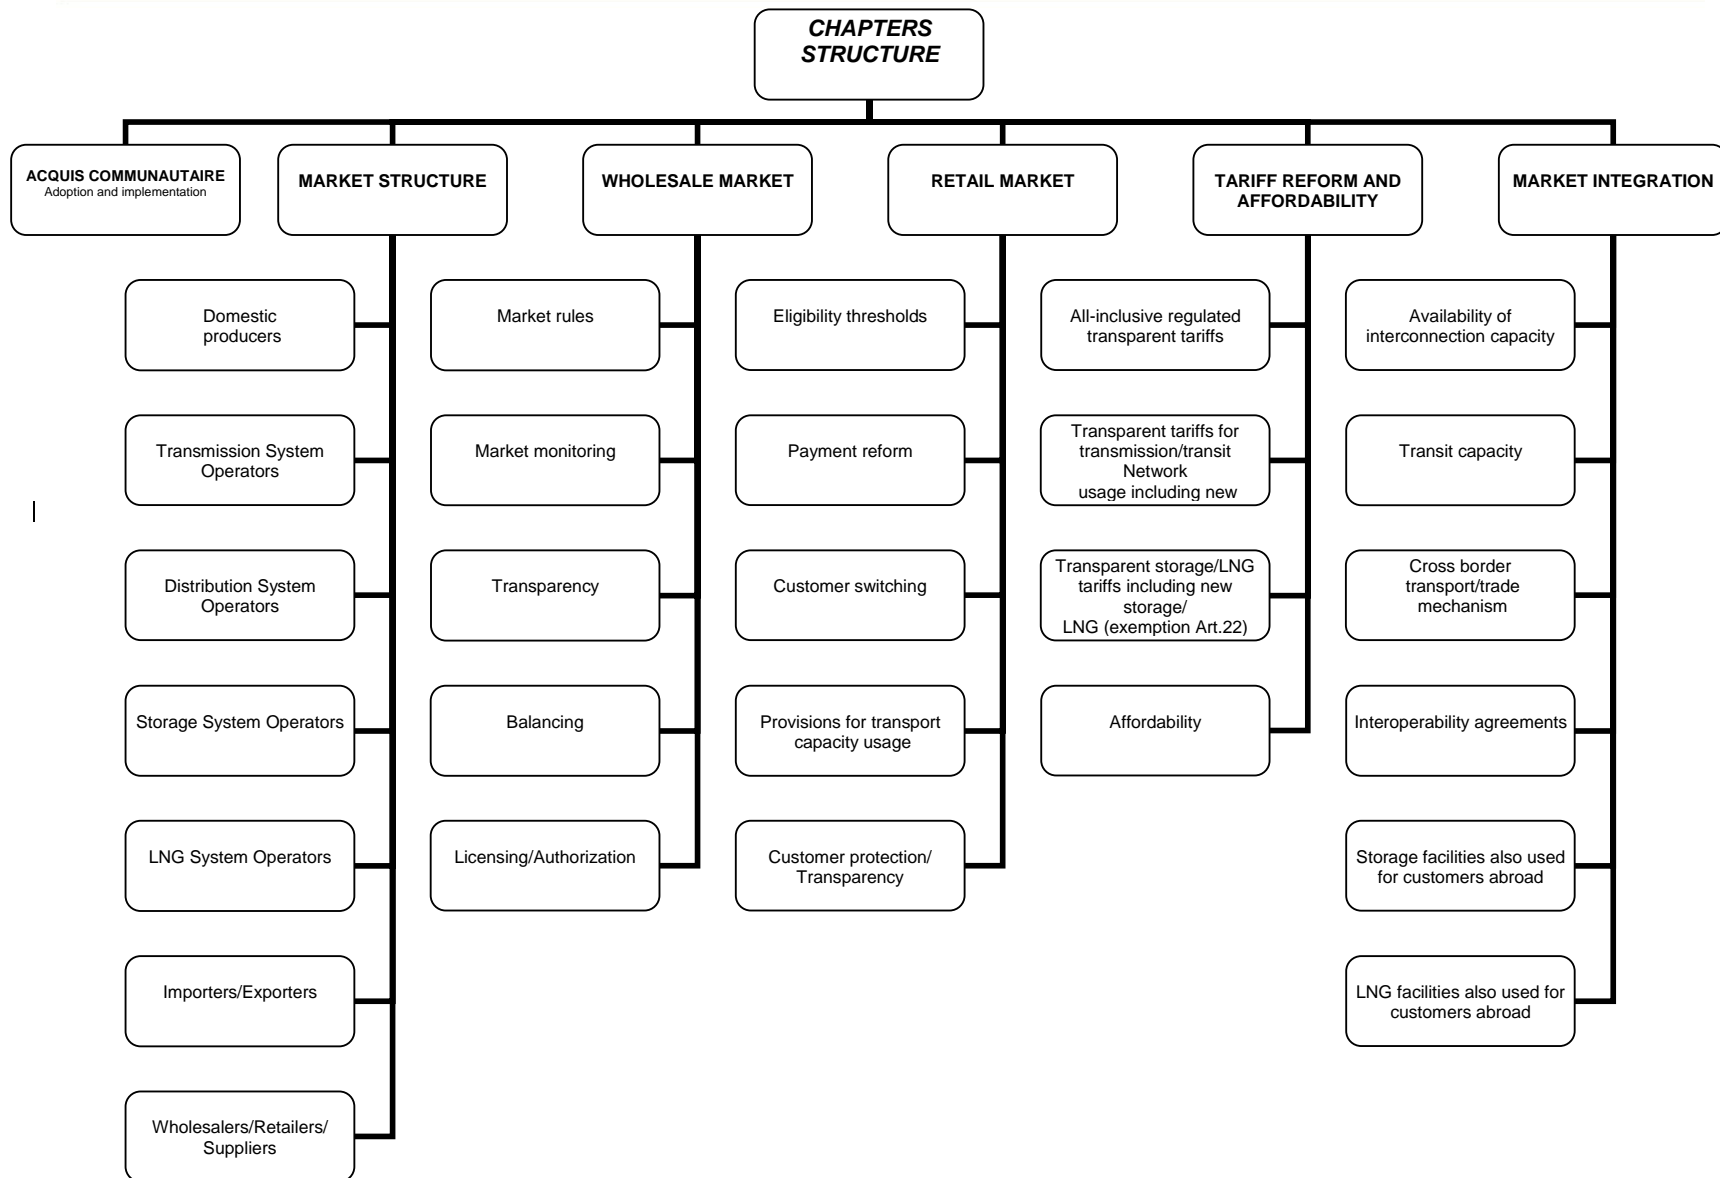 CHAPTERS
STRUCTURE
ACQUIS COMMUNAUTAIRE
Adoption and implementation
MARKET STRUCTURE
WHOLESALE MARKET
RETAIL MARKET
TARIFF REFORM AND
AFFORDABILITY
MARKET INTEGRATION
Domestic
producers
Transmission System
Operators
Distribution System
Operators
Storage System Operators
LNG System Operators
Importers/Exporters
Wholesalers/Retailers/
Suppliers
Market rules
Market monitoring
Transparency
Balancing
Licensing/Authorization
Eligibility thresholds
Payment reform
Customer switching
Provisions for transport
capacity usage
Customer protection/
Transparency
All-inclusive regulated
transparent tariffs
Transparent tariffs for
transmission/transit
Network
usage including new
Transparent storage/LNG
tariffs including new
storage/
LNG (exemption Art.22)
Affordability
Availability of
interconnection capacity
Transit capacity
Cross border
transport/trade
mechanism
Interoperability agreements
Storage facilities also used
for customers abroad
LNG facilities also used for
customers abroad